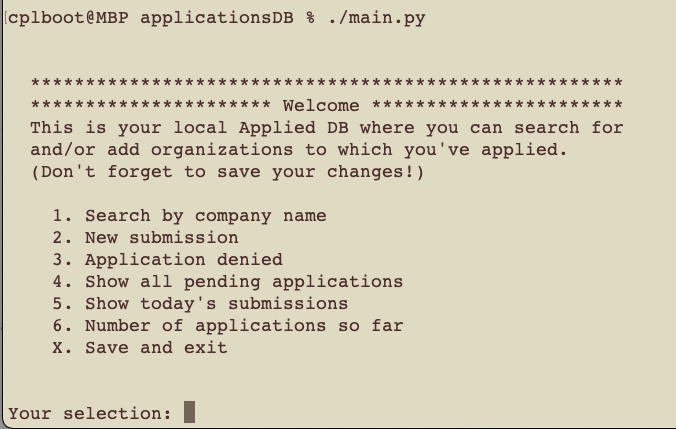 cplboot@MBP applicationsDB % ./main.py
******************************************************
********************** Welcome ***********************
This is your local Applied DB where you can search for
and/or add organizations to which you've applied.
(Don't forget to save your changes!)
1. Search by company name
2. New submission
3. Application denied
4. Show all pending applications
5. Show today's submissions
6. Number of applications so far
X. Save and exit
Your selection: